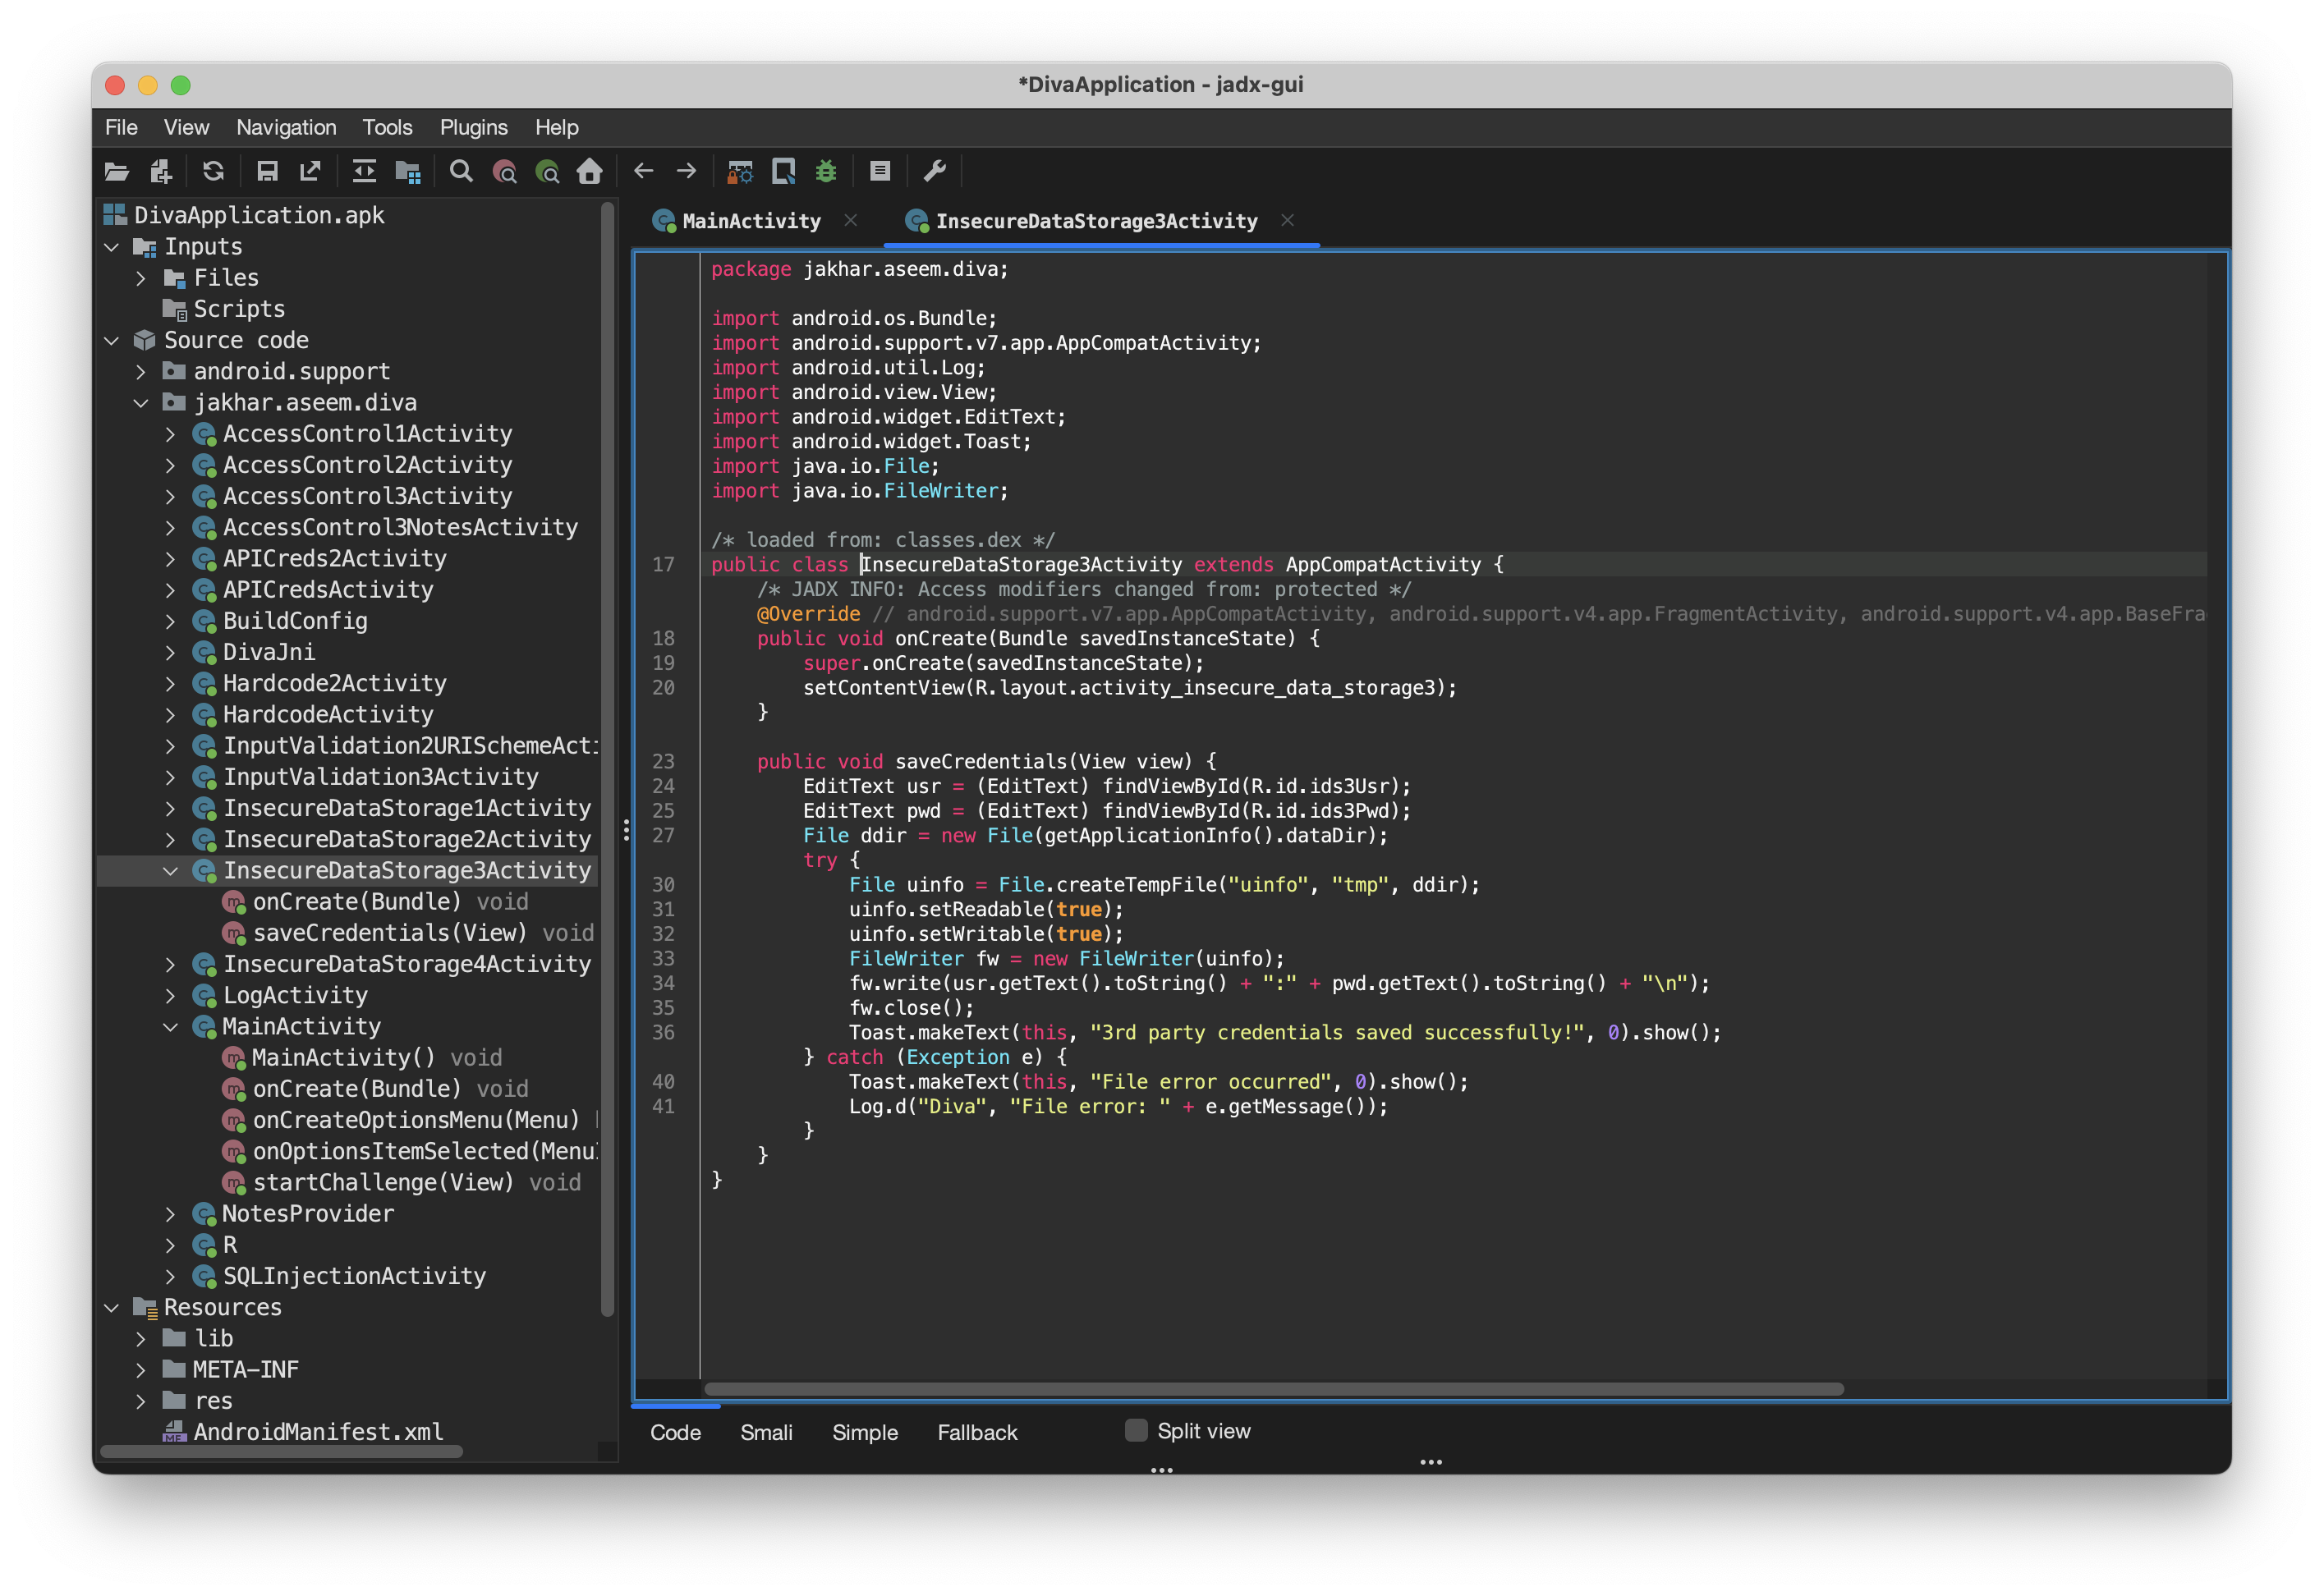 *DivaApplication - jadx-gui
File View Navigation Tools Plugins Help
DivaApplication.apk
Inputs
Files
Scripts
Source code
android.support
jakhar.aseem.diva
AccessControl1Activity
AccessControl2Activity
AccessControl3Activity
AccessControl3NotesActivity
APICreds2Activity
APICredsActivity
BuildConfig
DivaJni
Hardcode2Activity
HardcodeActivity
InputValidation2URISchemeActi
InputValidation3Activity
InsecureDataStorage1Activity
InsecureDataStorage2Activity
InsecureDataStorage3Activity
onCreate(Bundle) void
saveCredentials(View) void
InsecureDataStorage4Activity
LogActivity
MainActivity
MainActivity() void
onCreate(Bundle) void
onCreateOptionsMenu(Menu)
onOptionsItemSelected(Menu
startChallenge(View) void
NotesProvider
R
SQLInjectionActivity
Resources
lib
META-INF
res
AndroidManifest.xml
MainActivity InsecureDataStorage3Activity
package jakhar.aseem.diva;
import android.os.Bundle;
import android.support.v7.app.AppCompatActivity;
import android.util.Log;
import android.view.View;
import android.widget.EditText;
import android.widget.Toast;
import java.io.File;
import java.io.FileWriter;
/* loaded from: classes.dex */
17 public class InsecureDataStorage3Activity extends AppCompatActivity {
/* JADX INFO: Access modifiers changed from: protected */
@Override // android.support.v7.app.AppCompatActivity, android.support.v4.app.FragmentActivity, android.support.v4.app.BaseFra
18 public void onCreate(Bundle savedInstanceState) {
19 super.onCreate(savedInstanceState);
20 setContentView(R.layout.activity_insecure_data_storage3);
}
23 public void saveCredentials(View view) {
24 EditText usr = (EditText) findViewById(R.id.ids3Usr);
25 EditText pwd = (EditText) findViewById(R.id.ids3Pwd);
27 File ddir = new File(getApplicationInfo().dataDir);
try {
30 File uinfo = File.createTempFile("uinfo", "tmp", ddir);
31 uinfo.setReadable(true);
32 uinfo.setWritable(true);
33 FileWriter fw = new FileWriter(uinfo);
34 fw.write(usr.getText().toString() + ":" + pwd.getText().toString() + "\n");
35 fw.close();
36 Toast.makeText(this, "3rd party credentials saved successfully!", 0).show();
} catch (Exception e) {
40 Toast.makeText(this, "File error occurred", 0).show();
41 Log.d("Diva", "File error: " + e.getMessage());
}
}
}
Code Smali Simple Fallback Split view